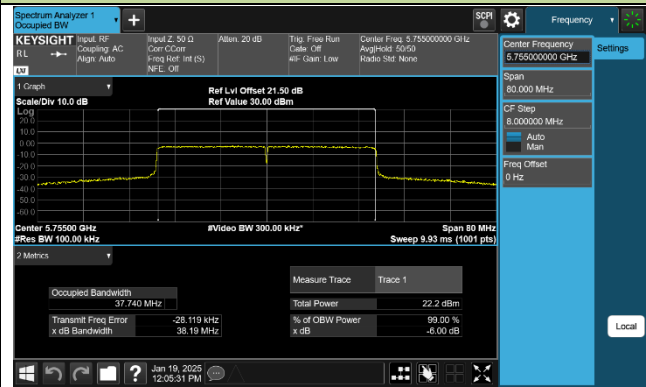 Spectrum Analyzer 1
Occupied BW
+
SCPI
Frequency
KEYSIGHT
RL
LXI
Input: RF
Coupling: AC
Align: Auto
Input Z: 50 Ω
Corr CCorr
Freq Ref: Int (S)
NFE: Off
Atten: 20 dB
Trig: Free Run
Gate: Off
#IF Gain: Low
Center Freq: 5.755000000 GHz
Avg|Hold: 50/50
Radio Std: None
Center Frequency
5.755000000 GHz
Settings
Span
80.000 MHz
CF Step
8.000000 MHz
Auto
Man
Freq Offset
0 Hz
1 Graph
Scale/Div 10.0 dB
Ref Lvl Offset 21.50 dB
Ref Value 30.00 dBm
Log
20.0
10.0
0.00
-10.0
-20.0
-30.0
-40.0
-50.0
-60.0
Center 5.75500 GHz
#Video BW 300.00 kHz*
Span 80 MHz
#Res BW 100.00 kHz
Sweep 9.93 ms (1001 pts)
2 Metrics
Measure Trace
Trace 1
Occupied Bandwidth
37.740 MHz
Total Power
22.2 dBm
Transmit Freq Error
-28.119 kHz
% of OBW Power
99.00 %
x dB Bandwidth
38.19 MHz
x dB
-6.00 dB
Local
?
Jan 19, 2025
12:05:31 PM